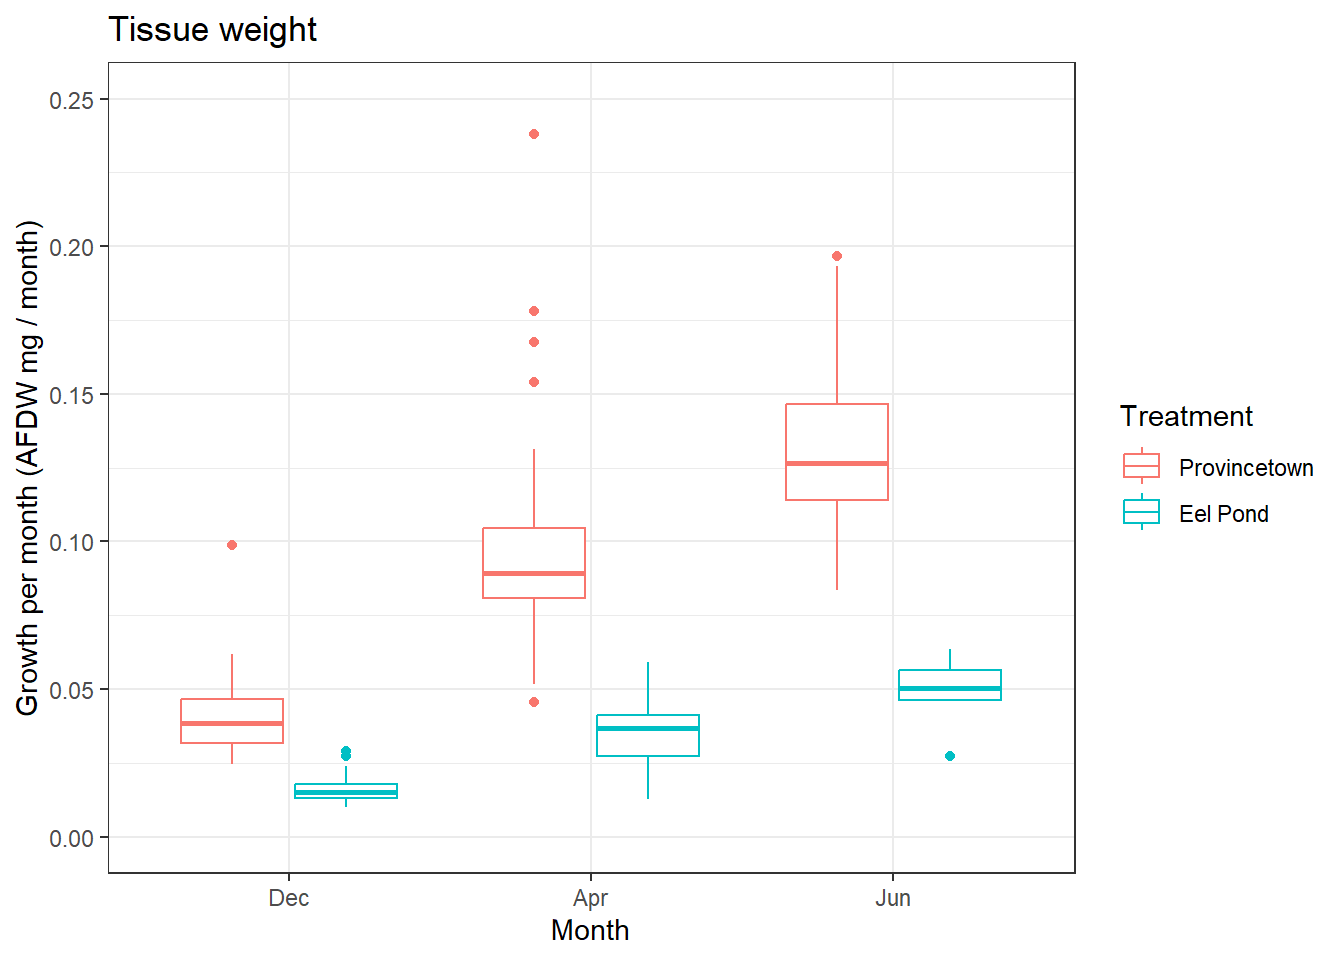 Tissue weight
0.25
0.20
0.15
0.10
0.05
0.00
Growth per month (AFDW mg / month)
Dec
Apr
Jun
Month
Treatment
Provincetown
Eel Pond